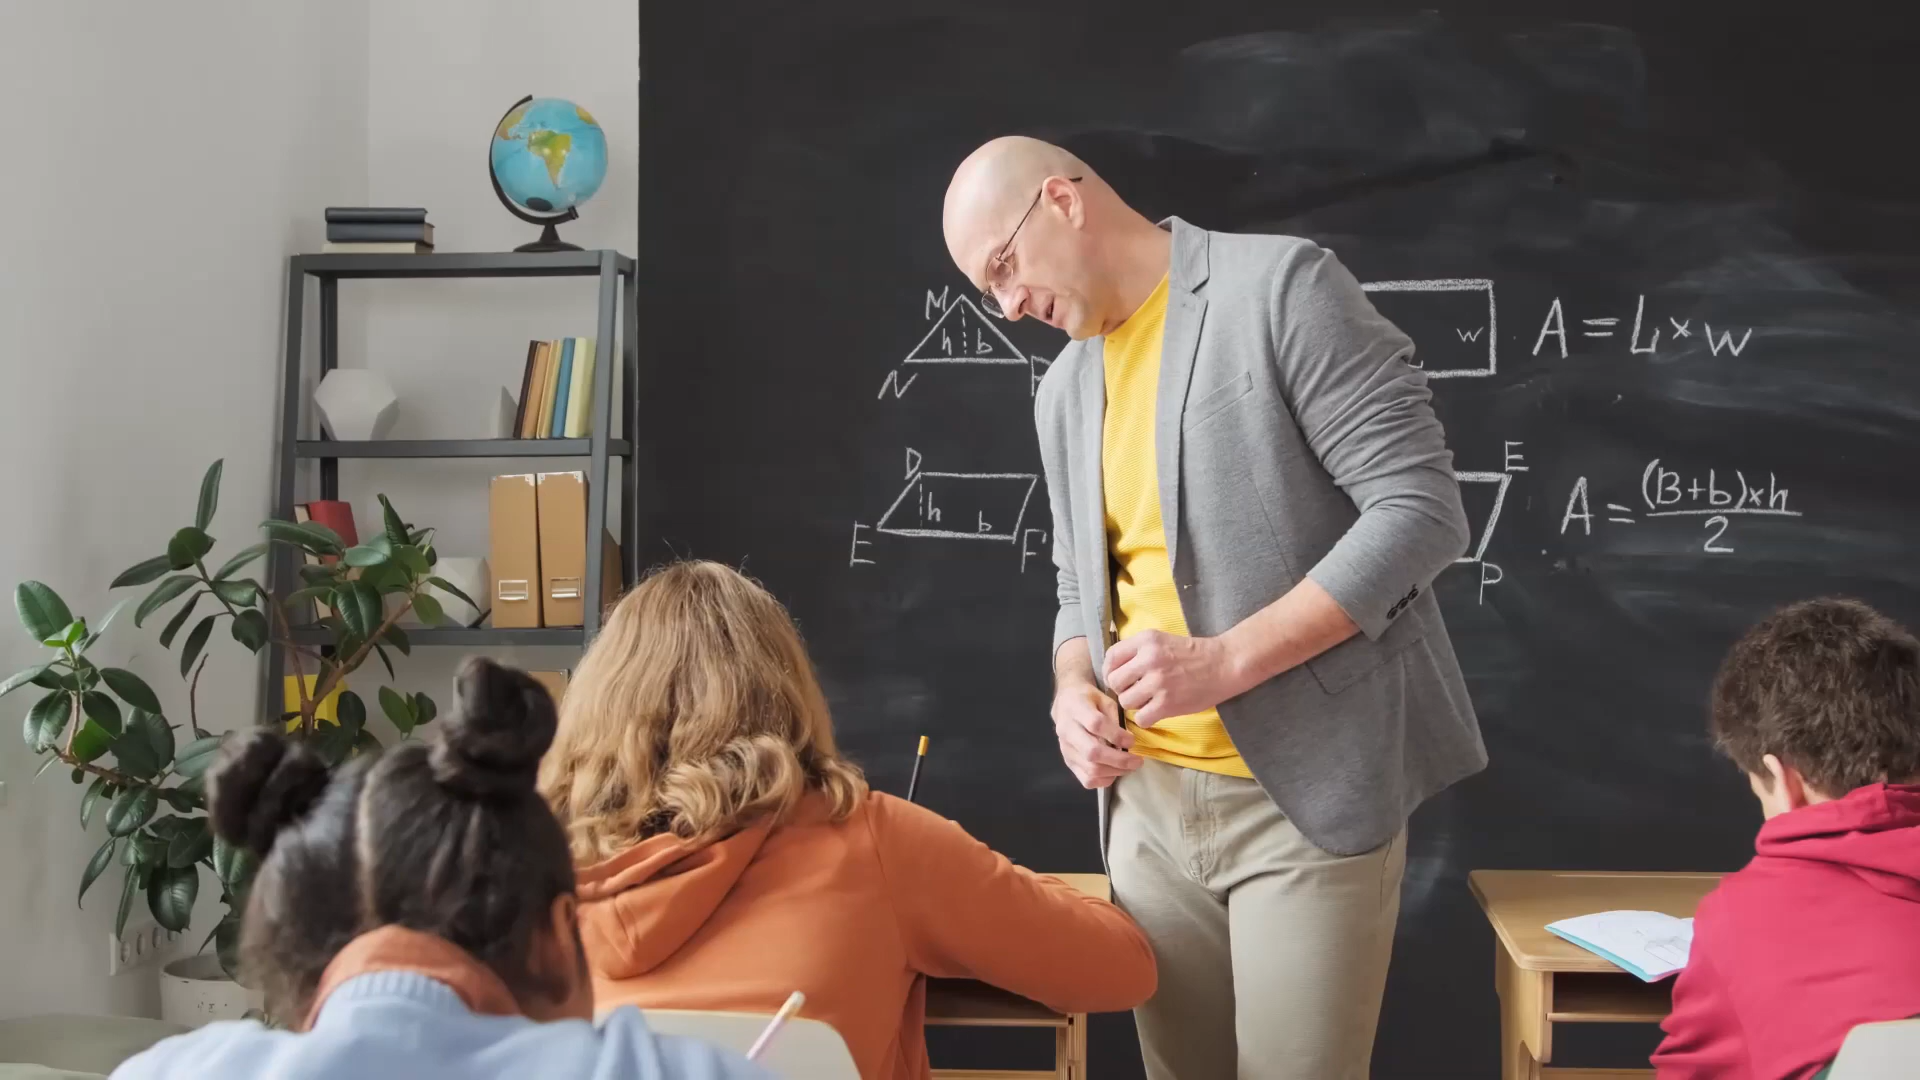 M
h b
N
w
A = L × w
D
h b
E F
E
P
A = (B+b)×h
2